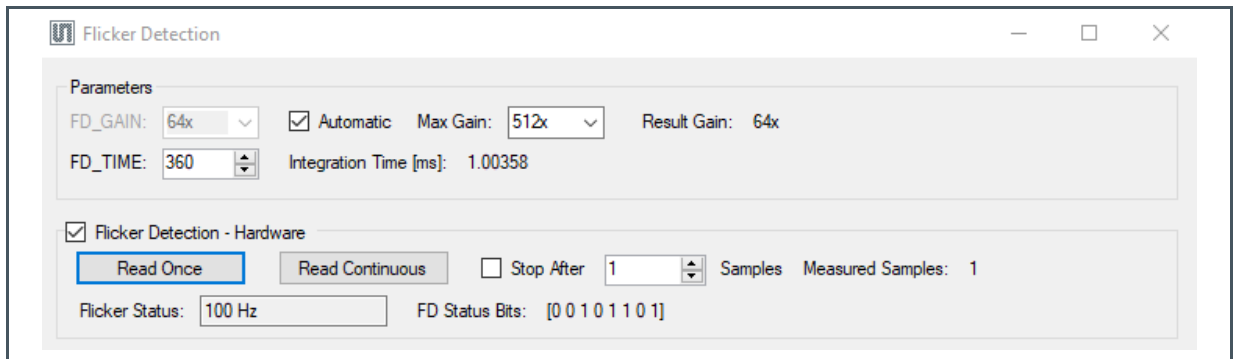 Flicker Detection
Parameters
FD_GAIN: 64x Automatic Max Gain: 512x Result Gain: 64x
FD_TIME: 360 Integration Time [ms]: 1.00358
Flicker Detection - Hardware
Read Once Read Continuous Stop After 1 Samples Measured Samples: 1
Flicker Status: 100 Hz FD Status Bits: [0 0 1 0 1 1 0 1]